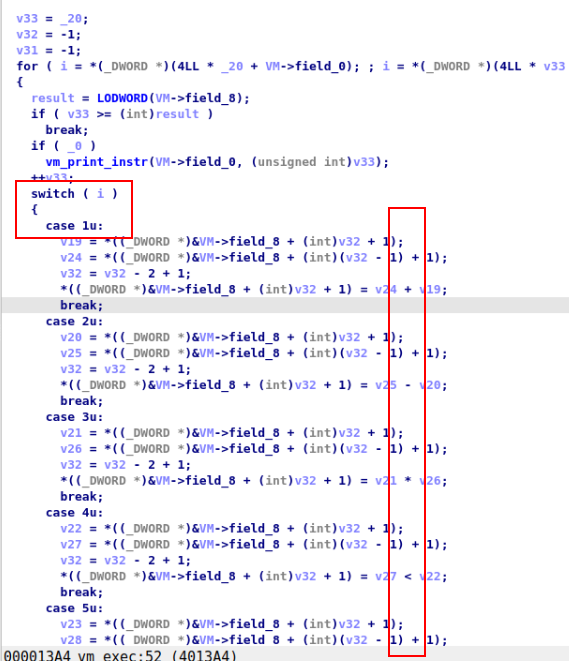 v33 = _20;
v32 = -1;
v31 = -1;
for ( i = *(_DWORD *)(4LL * _20 + VM->field_0); ; i = *(_DWORD *)(4LL * v33
{
result = LODWORD(VM->field_8);
if ( v33 >= (int)result )
break;
if ( _0 )
vm_print_instr(VM->field_0, (unsigned int)v33);
++v33;
switch ( i )
{
case 1u:
v19 = *((_DWORD *)&VM->field_8 + (int)v32 + 1);
v24 = *((_DWORD *)&VM->field_8 + (int)(v32 - 1) + 1);
v32 = v32 - 2 + 1;
*((_DWORD *)&VM->field_8 + (int)v32 + 1) = v24 + v19;
break;
case 2u:
v20 = *((_DWORD *)&VM->field_8 + (int)v32 + 1);
v25 = *((_DWORD *)&VM->field_8 + (int)(v32 - 1) + 1);
v32 = v32 - 2 + 1;
*((_DWORD *)&VM->field_8 + (int)v32 + 1) = v25 - v20;
break;
case 3u:
v21 = *((_DWORD *)&VM->field_8 + (int)v32 + 1);
v26 = *((_DWORD *)&VM->field_8 + (int)(v32 - 1) + 1);
v32 = v32 - 2 + 1;
*((_DWORD *)&VM->field_8 + (int)v32 + 1) = v21 * v26;
break;
case 4u:
v22 = *((_DWORD *)&VM->field_8 + (int)v32 + 1);
v27 = *((_DWORD *)&VM->field_8 + (int)(v32 - 1) + 1);
v32 = v32 - 2 + 1;
*((_DWORD *)&VM->field_8 + (int)v32 + 1) = v27 < v22;
break;
case 5u:
v23 = *((_DWORD *)&VM->field_8 + (int)v32 + 1);
v28 = *(( DWORD *)&VM->field_8 + (int)(v32 - 1) + 1);
000013A4 vm_exec:52 (4013A4)